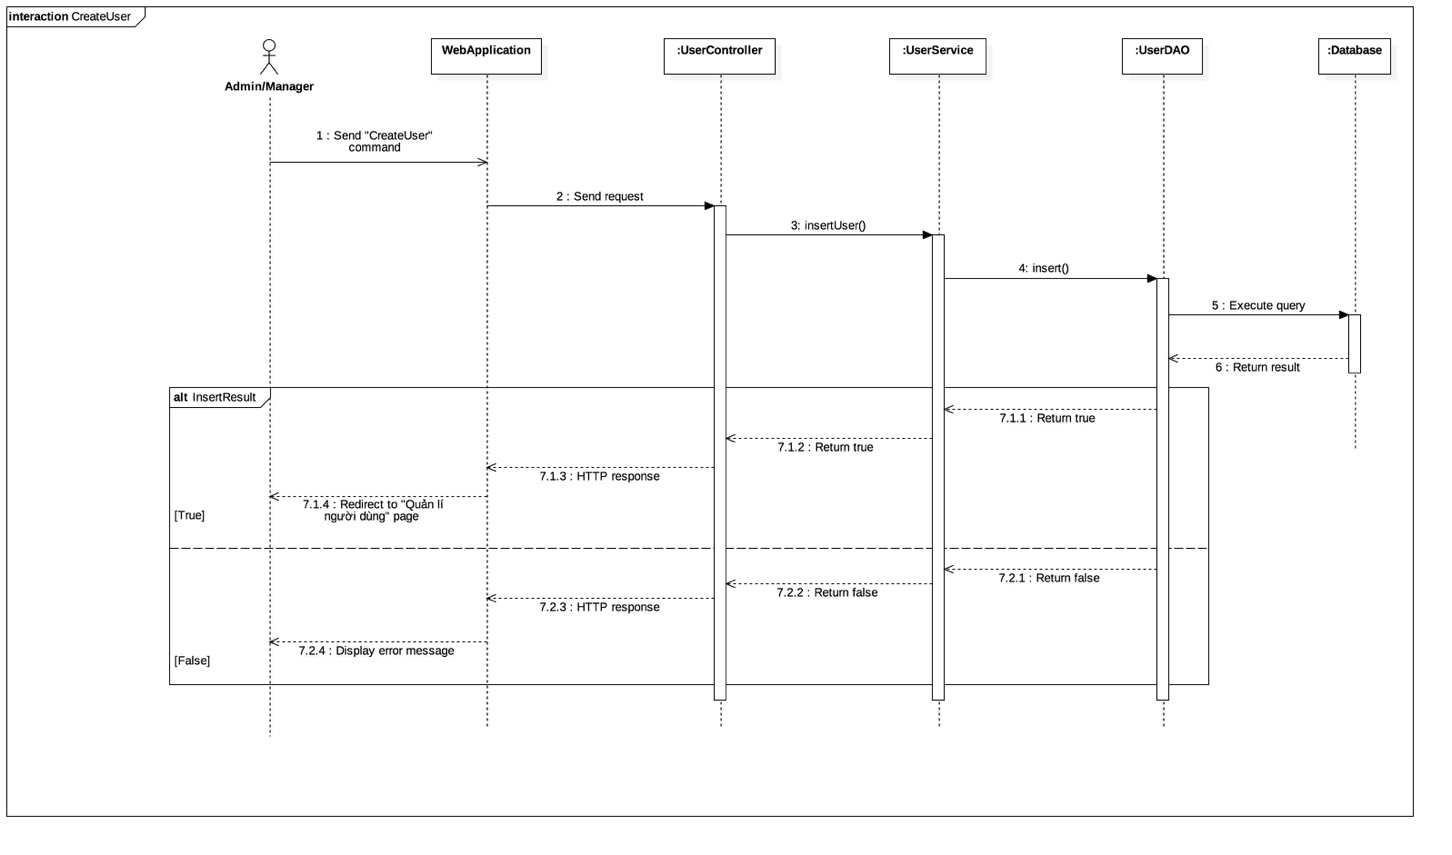 interaction CreateUser
Admin/Manager
WebApplication
:UserController
:UserService
:UserDAO
:Database
1 : Send "CreateUser"
command
2 : Send request
3: insertUser()
4: insert()
5 : Execute query
6 : Return result
alt InsertResult
7.1.1 : Return true
7.1.2 : Return true
7.1.3 : HTTP response
7.1.4 : Redirect to "Quản lí
người dùng" page
[True]
7.2.1 : Return false
7.2.2 : Return false
7.2.3 : HTTP response
7.2.4 : Display error message
[False]